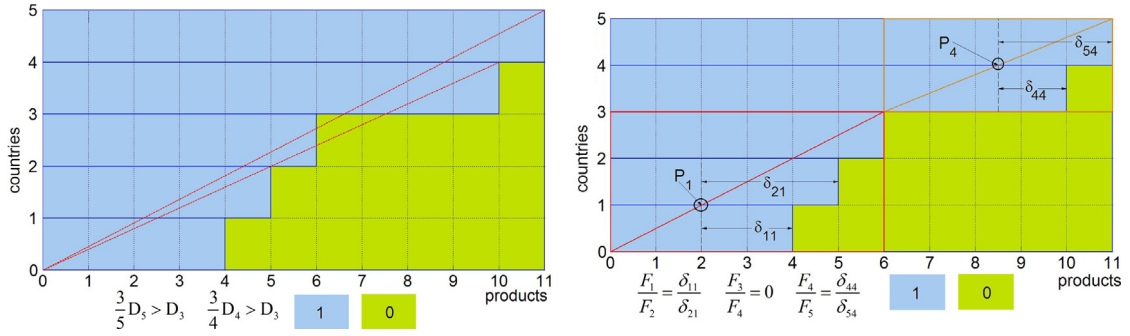 countries
5
4
3
2
1
0
0 1 2 3 4 5 6 7 8 9 10 11
products
3/5 D₅ > D₃ 3/4 D₄ > D₃ 1 0
countries
5
4
3
2
1
0
P₄
δ₅₄
δ₄₄
P₁
δ₂₁
δ₁₁
0 1 2 3 4 5 6 7 8 9 10 11
products
F₁/F₂ = δ₁₁/δ₂₁ F₃/F₄ = 0 F₄/F₅ = δ₄₄/δ₅₄ 1 0